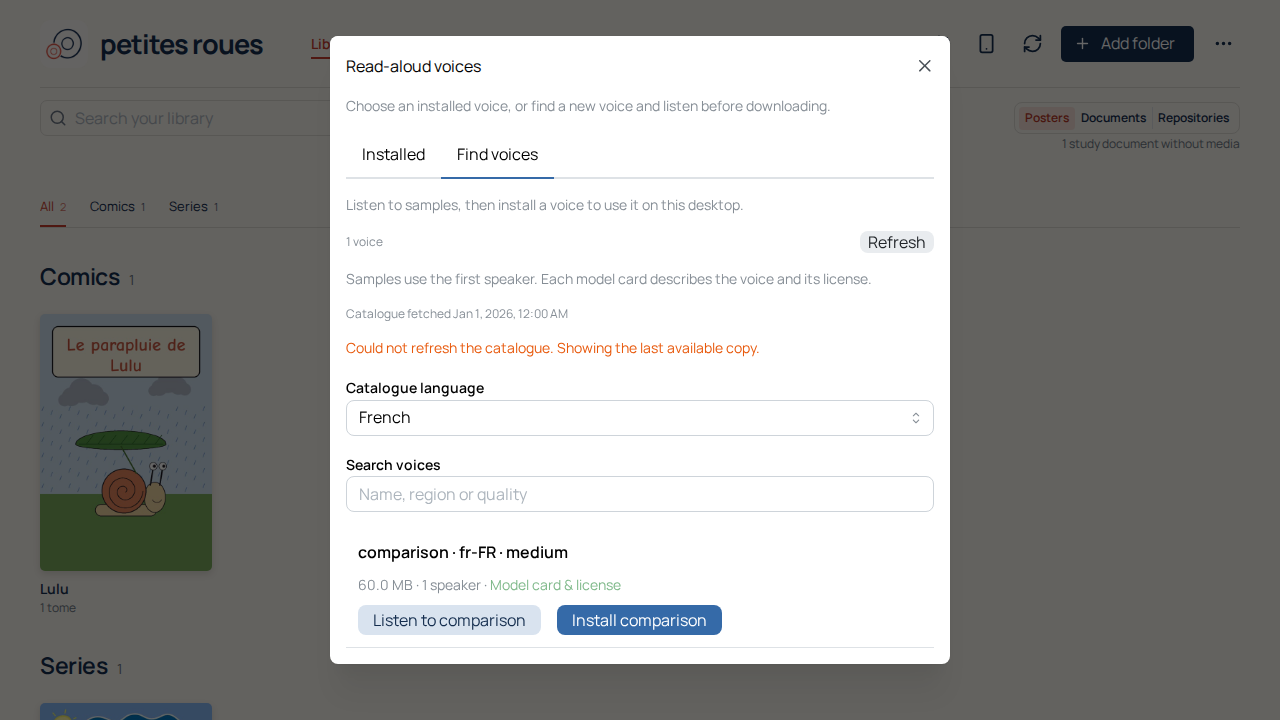 petites roues
Lib
Add folder
Search your library
Posters
Documents
Repositories
1 study document without media
All 2
Comics 1
Series 1
Comics 1
Le parapluie de
Lulu
Lulu
1 tome
Series 1
Read-aloud voices
Choose an installed voice, or find a new voice and listen before downloading.
Installed
Find voices
Listen to samples, then install a voice to use it on this desktop.
1 voice
Refresh
Samples use the first speaker. Each model card describes the voice and its license.
Catalogue fetched Jan 1, 2026, 12:00 AM
Could not refresh the catalogue. Showing the last available copy.
Catalogue language
French
Search voices
Name, region or quality
comparison · fr-FR · medium
60.0 MB · 1 speaker · Model card & license
Listen to comparison
Install comparison